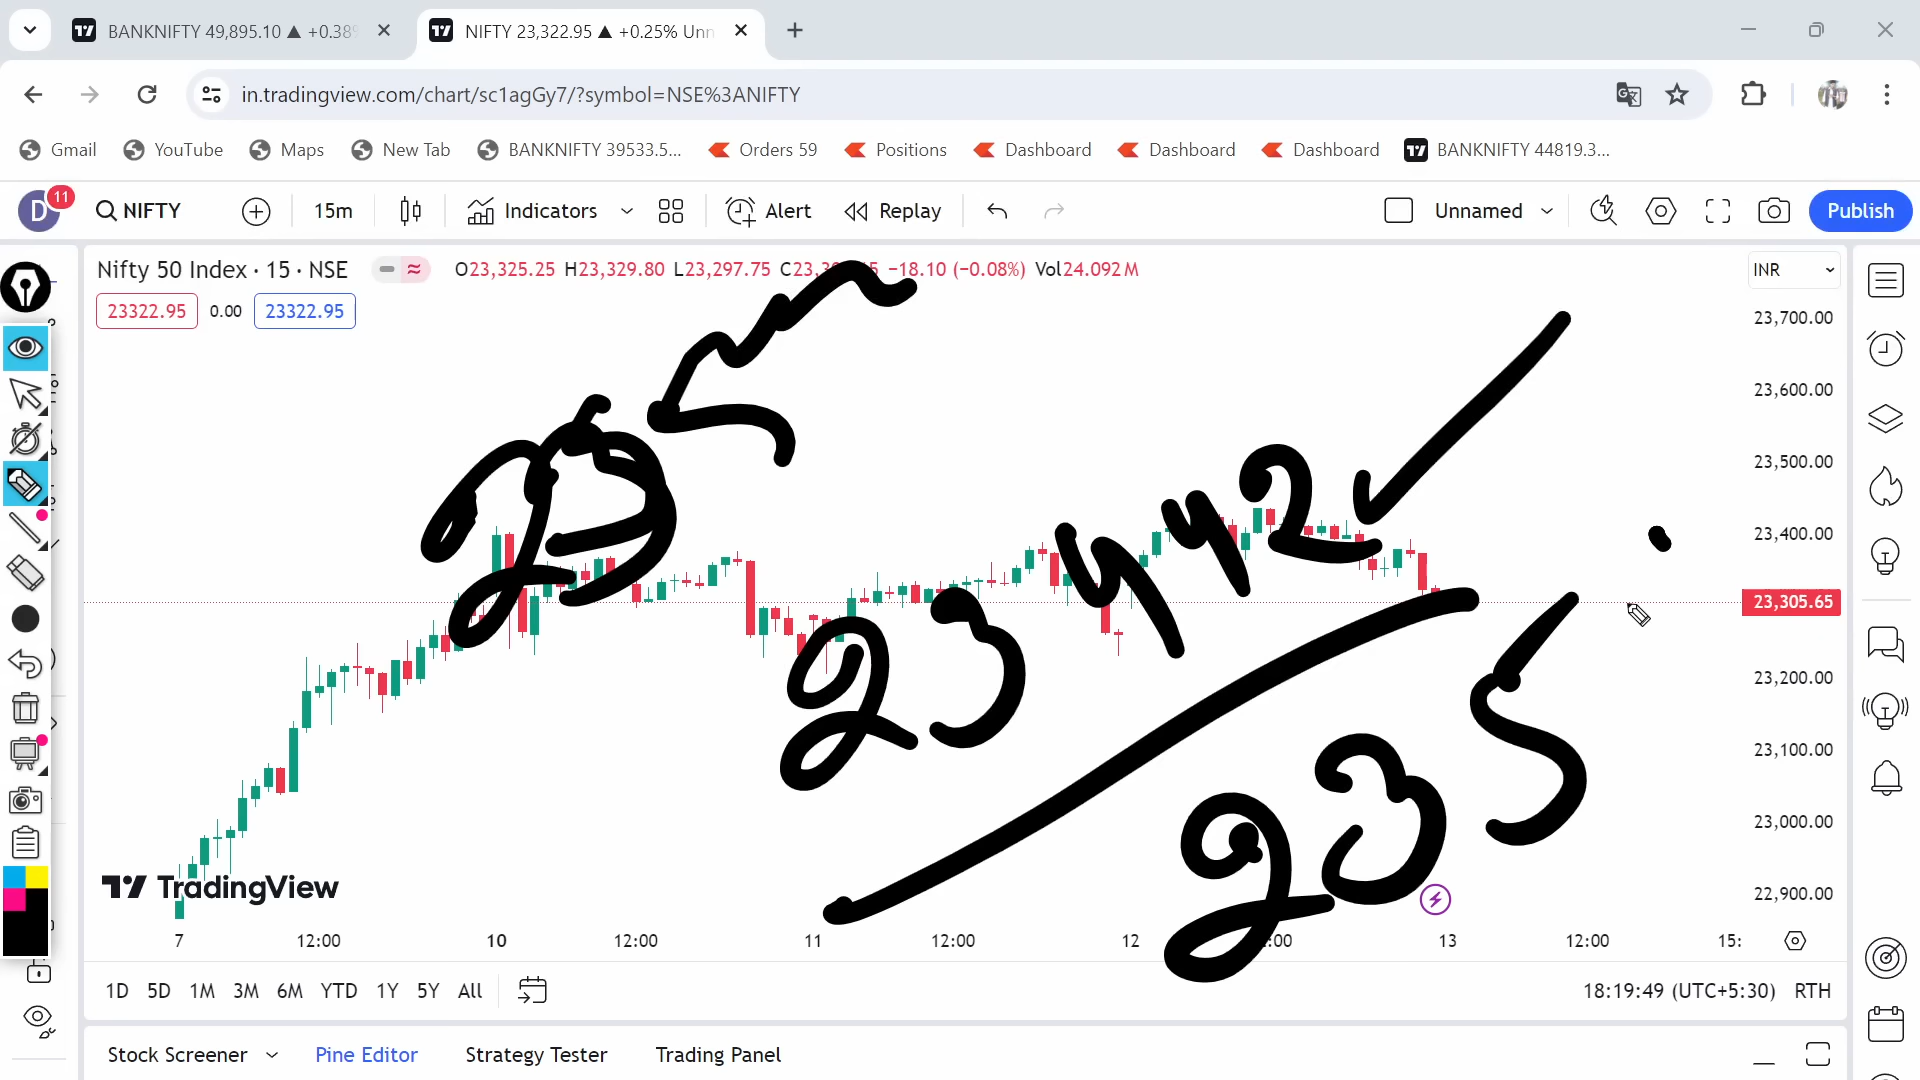 BANKNIFTY 49,895.10 ▲ +0.38%
NIFTY 23,322.95 ▲ +0.25% Unn
in.tradingview.com/chart/sc1agGy7/?symbol=NSE%3ANIFTY
Gmail YouTube Maps New Tab BANKNIFTY 39533.5... Orders 59 Positions Dashboard Dashboard Dashboard BANKNIFTY 44819.3...
D 11 NIFTY 15m Indicators Alert Replay Unnamed Publish
Nifty 50 Index · 15 · NSE O23,325.25 H23,329.80 L23,297.75 −18.10 (−0.08%) Vol24.092M
INR
23322.95 0.00 23322.95
23,700.00
23,600.00
23,500.00
23,400.00
23,305.65
23,200.00
23,100.00
23,000.00
22,900.00
23442
235
TradingView
7 12:00 10 12:00 11 12:00 12 13 12:00 15:
1D 5D 1M 3M 6M YTD 1Y 5Y All
18:19:49 (UTC+5:30) RTH
Stock Screener Pine Editor Strategy Tester Trading Panel